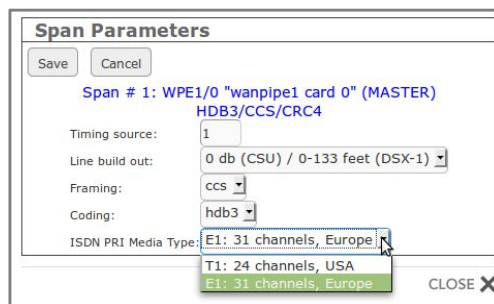 Span Parameters
Save Cancel
Span # 1: WPE1/0 "wanpipe1 card 0" (MASTER)
HDB3/CCS/CRC4
Timing source: 1
Line build out: 0 db (CSU) / 0-133 feet (DSX-1)
Framing: ccs
Coding: hdb3
ISDN PRI Media Type: E1: 31 channels, Europe
T1: 24 channels, USA
E1: 31 channels, Europe
CLOSE X